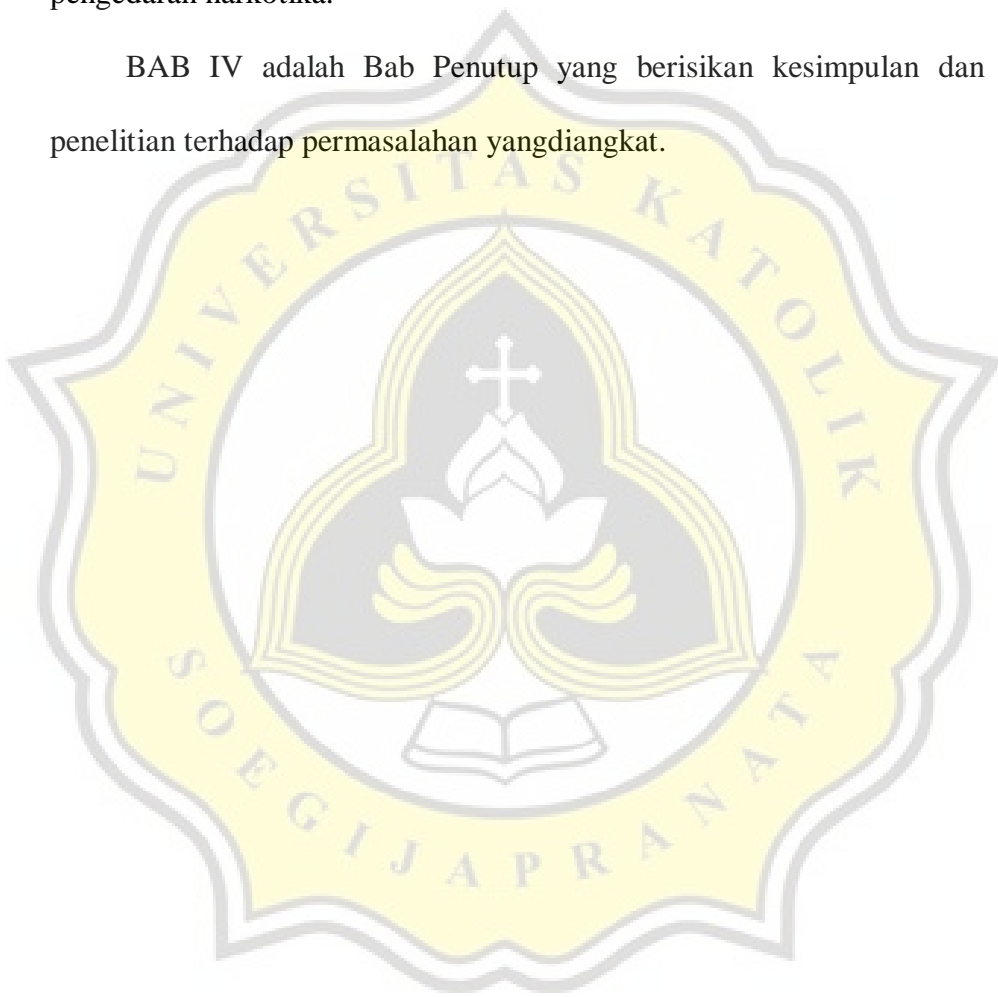 pengedaran narkotika.
BAB IV adalah Bab Penutup yang berisikan kesimpulan dan
penelitian terhadap permasalahan yangdiangkat.
UNIVERSITAS KATOLIK
SOEGIJAPRANATA